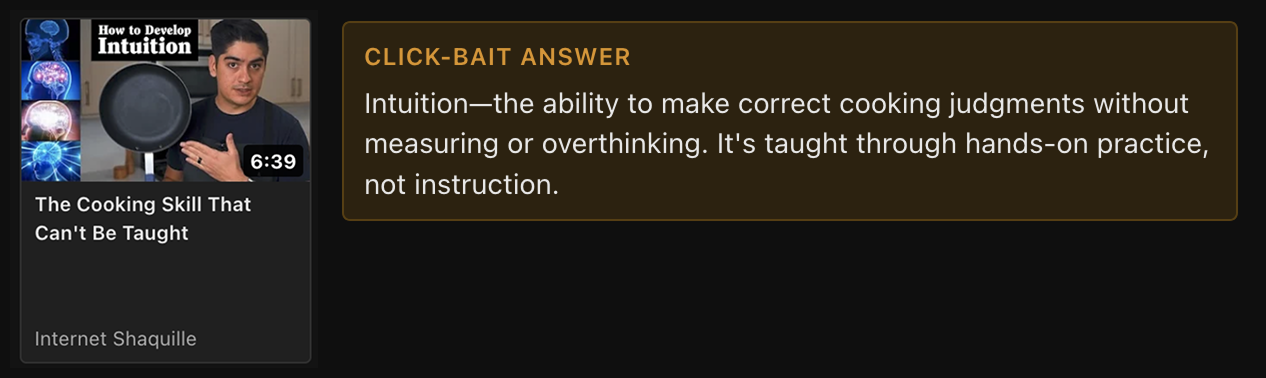 How to Develop
Intuition
6:39
The Cooking Skill That
Can't Be Taught
Internet Shaquille
CLICK-BAIT ANSWER
Intuition—the ability to make correct cooking judgments without
measuring or overthinking. It's taught through hands-on practice,
not instruction.